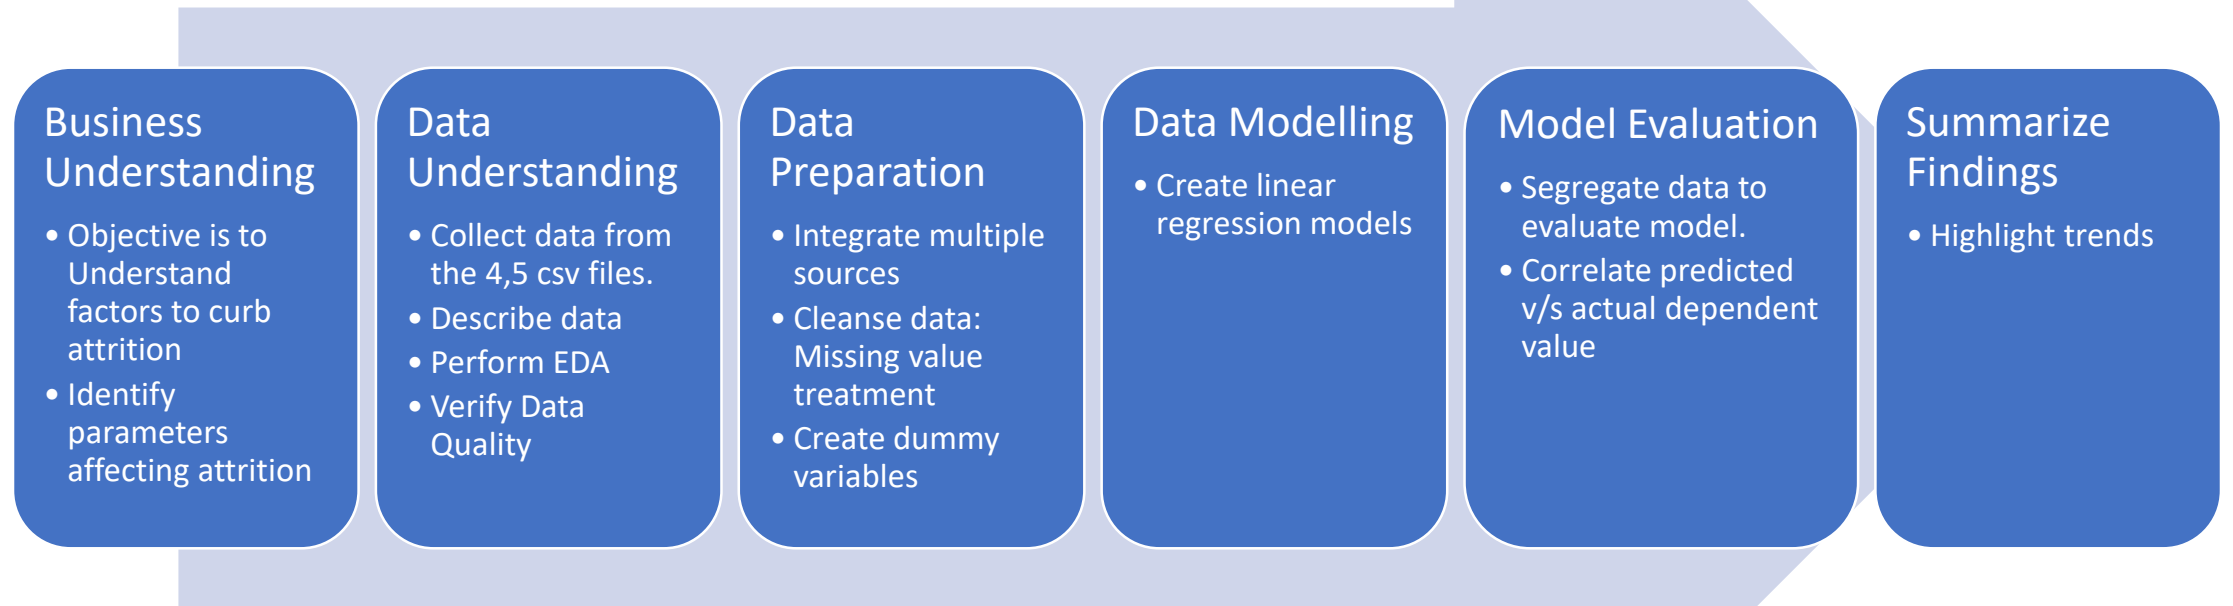 Business
Understanding
• Objective is to
Understand
factors to curb
attrition
• Identify
parameters
affecting attrition
Data
Understanding
• Collect data from
the 4,5 csv files.
• Describe data
• Perform EDA
• Verify Data
Quality
Data
Preparation
• Integrate multiple
sources
• Cleanse data:
Missing value
treatment
• Create dummy
variables
Data Modelling
• Create linear
regression models
Model Evaluation
• Segregate data to
evaluate model.
• Correlate predicted
v/s actual dependent
value
Summarize
Findings
• Highlight trends